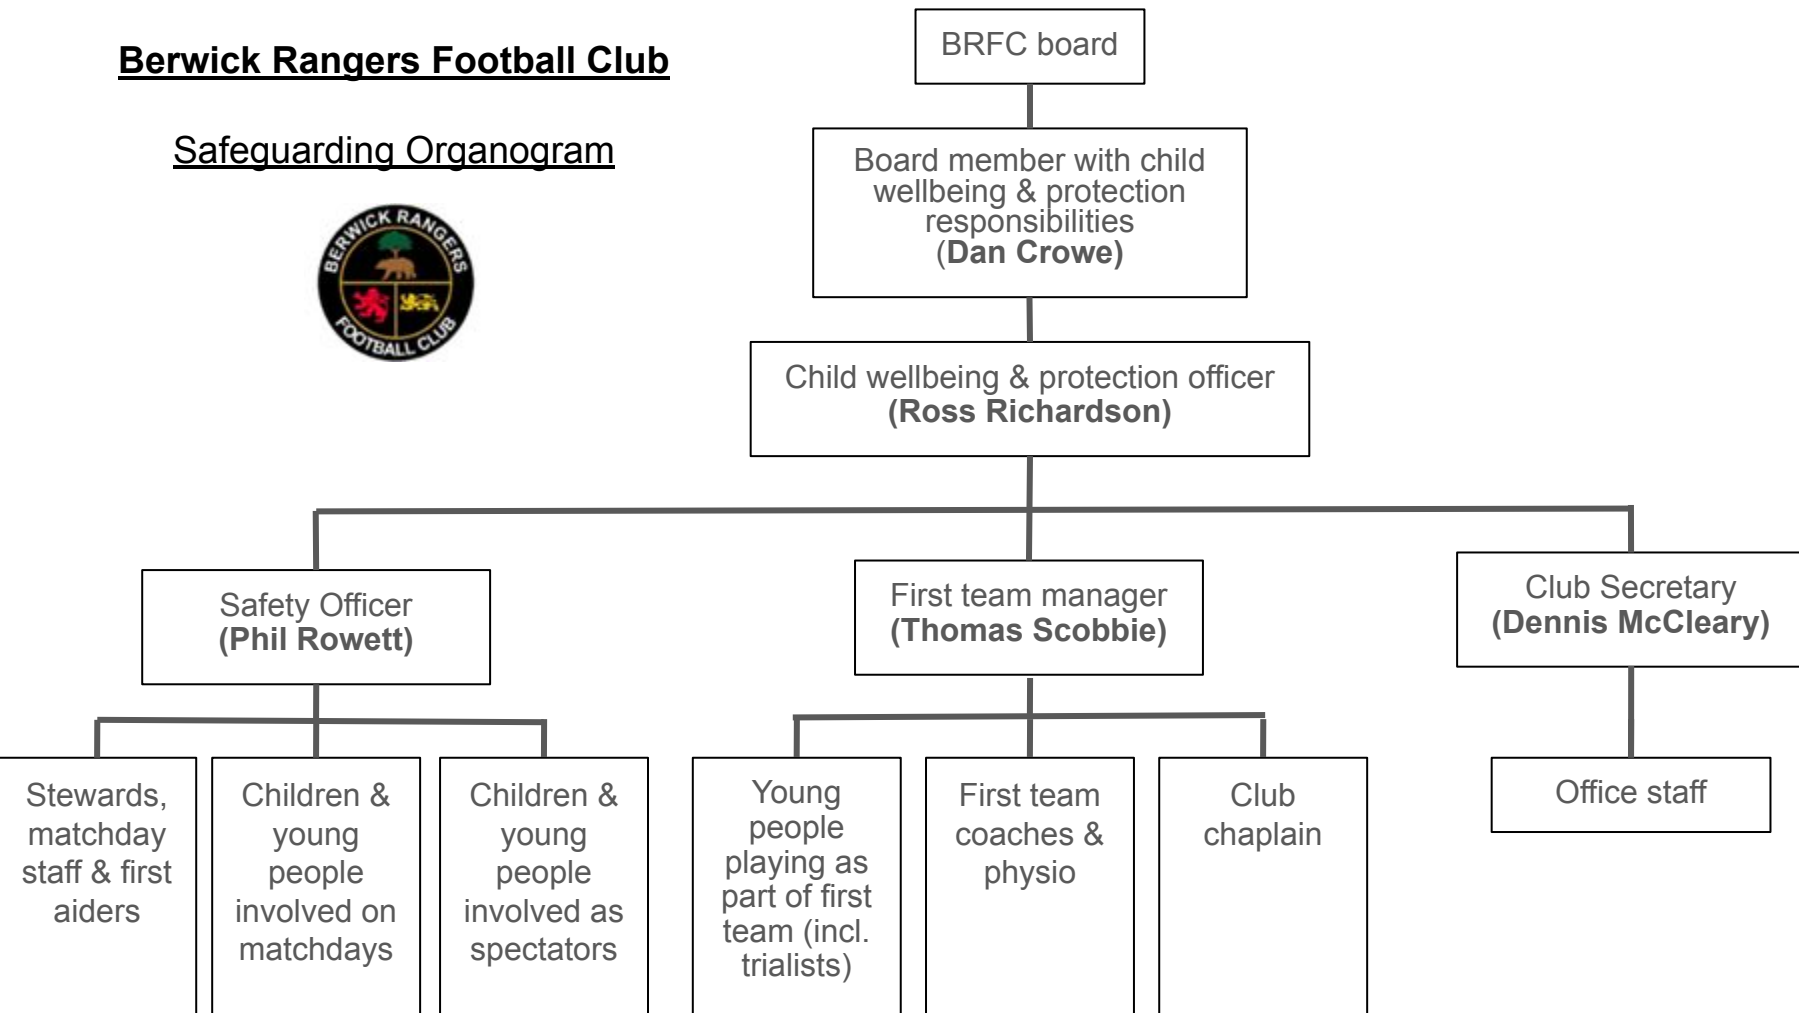 Berwick Rangers Football Club
Safeguarding Organogram
BERWICK RANGERS
FOOTBALL CLUB
BRFC board
Board member with child
wellbeing & protection
responsibilities
(Dan Crowe)
Child wellbeing & protection officer
(Ross Richardson)
Safety Officer
(Phil Rowett)
First team manager
(Thomas Scobbie)
Club Secretary
(Dennis McCleary)
Stewards,
matchday
staff & first
aiders
Children &
young
people
involved on
matchdays
Children &
young
people
involved as
spectators
Young
people
playing as
part of first
team (incl.
trialists)
First team
coaches &
physio
Club
chaplain
Office staff